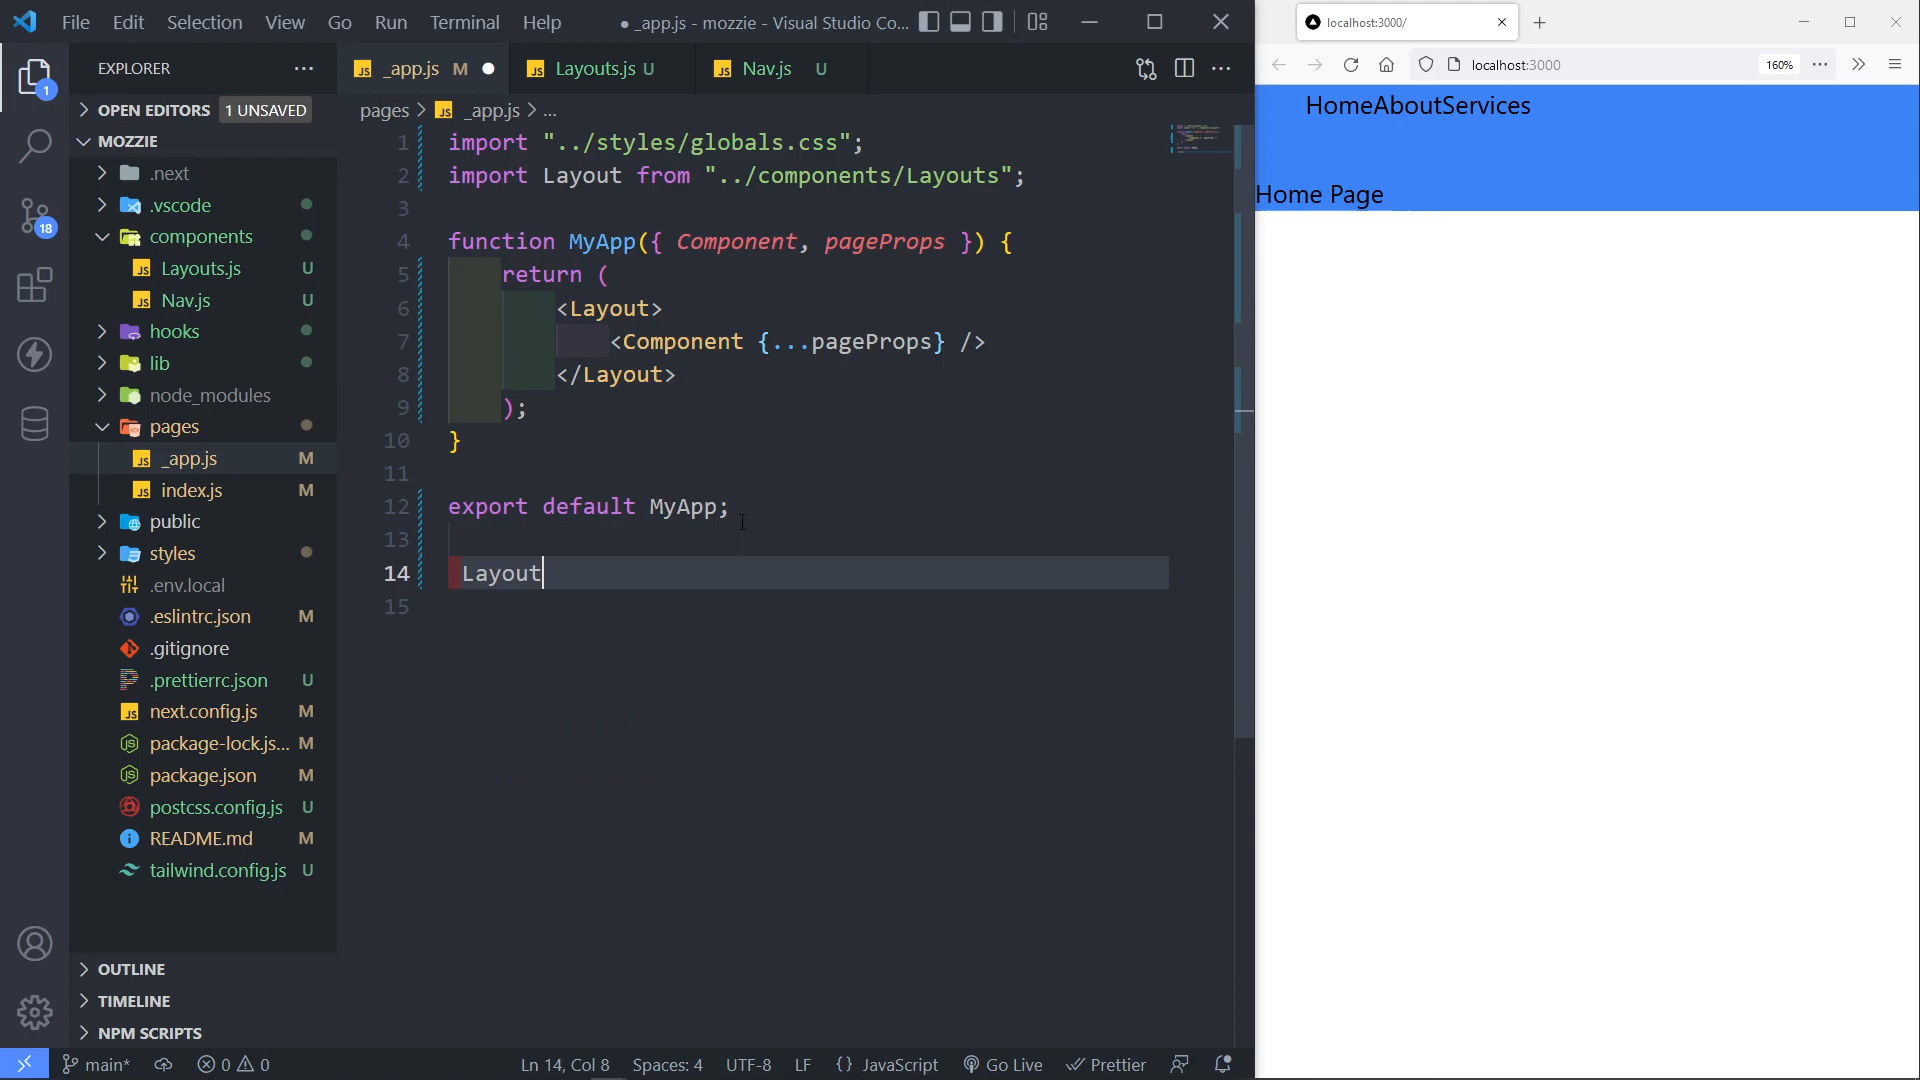 File Edit Selection View Go Run Terminal Help
● _app.js - mozzie - Visual Studio Co...
localhost:3000/
EXPLORER
_app.js M
Layouts.js U
Nav.js U
localhost:3000
160%
OPEN EDITORS 1 UNSAVED
pages > _app.js > ...
HomeAboutServices
Home Page
MOZZIE
.next
.vscode
components
Layouts.js U
Nav.js U
hooks
lib
node_modules
pages
_app.js M
index.js M
public
styles
.env.local
.eslintrc.json M
.gitignore
.prettierrc.json U
next.config.js M
package-lock.js... M
package.json M
postcss.config.js U
README.md M
tailwind.config.js U
OUTLINE
TIMELINE
NPM SCRIPTS
1
18
1 import "../styles/globals.css";
2 import Layout from "../components/Layouts";
3
4 function MyApp({ Component, pageProps }) {
5 return (
6 <Layout>
7 <Component {...pageProps} />
8 </Layout>
9 );
10 }
11
12 export default MyApp;
13
14 Layout
15
main* 0 0 Ln 14, Col 8 Spaces: 4 UTF-8 LF {} JavaScript Go Live Prettier